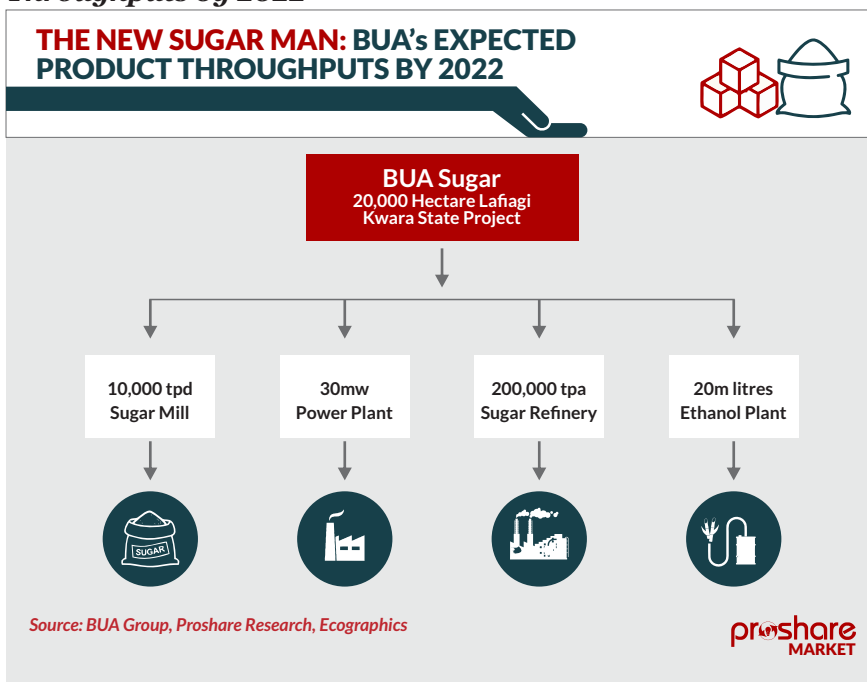 THE NEW SUGAR MAN: BUA's EXPECTED
PRODUCT THROUGHPUTS BY 2022
BUA Sugar
20,000 Hectare Lafiagi
Kwara State Project
10,000 tpd
Sugar Mill
30mw
Power Plant
200,000 tpa
Sugar Refinery
20m litres
Ethanol Plant
SUGAR
Source: BUA Group, Proshare Research, Ecographics
proshare
MARKET